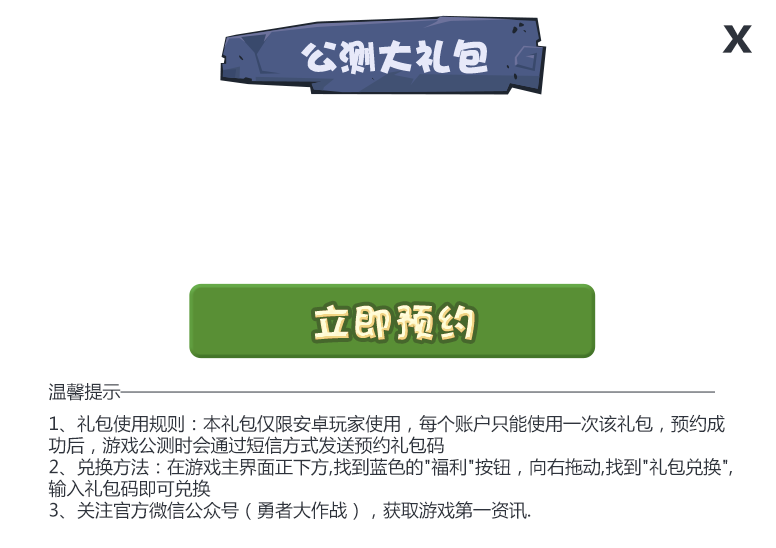 公测大礼包
X
立即预约
温馨提示
1、礼包使用规则：本礼包仅限安卓玩家使用，每个账户只能使用一次该礼包，预约成
功后，游戏公测时会通过短信方式发送预约礼包码
2、兑换方法：在游戏主界面正下方,找到蓝色的"福利"按钮，向右拖动,找到"礼包兑换",
输入礼包码即可兑换
3、关注官方微信公众号（勇者大作战），获取游戏第一资讯.